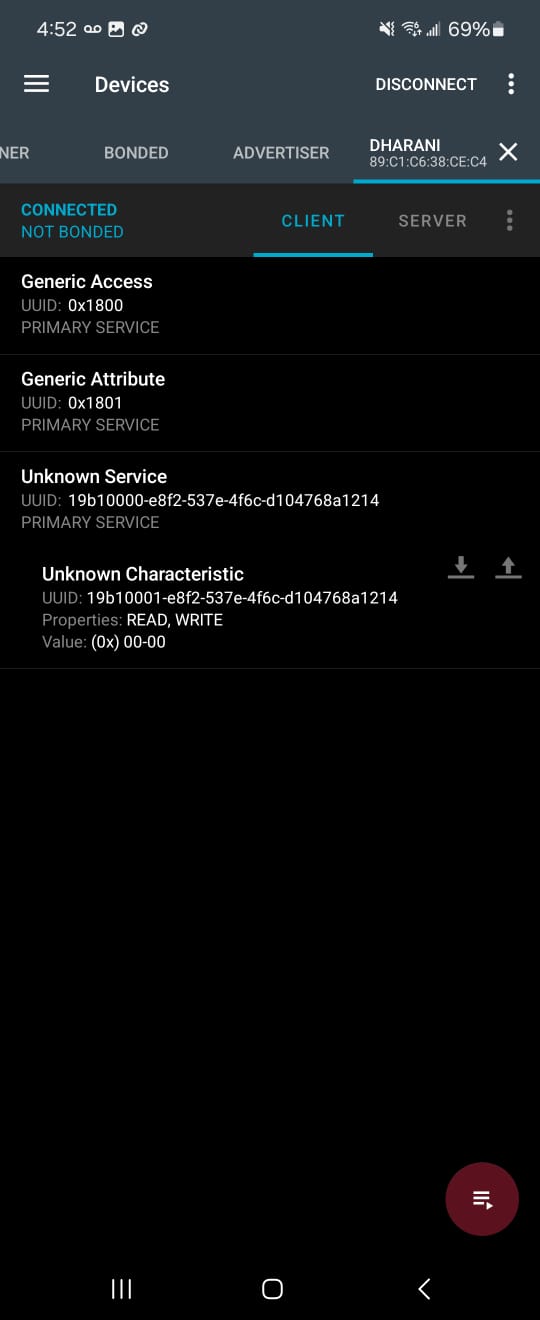 4:52 69%
Devices DISCONNECT
NER BONDED ADVERTISER DHARANI
89:C1:C6:38:CE:C4
CONNECTED
NOT BONDED
CLIENT SERVER
Generic Access
UUID: 0x1800
PRIMARY SERVICE
Generic Attribute
UUID: 0x1801
PRIMARY SERVICE
Unknown Service
UUID: 19b10000-e8f2-537e-4f6c-d104768a1214
PRIMARY SERVICE
Unknown Characteristic
UUID: 19b10001-e8f2-537e-4f6c-d104768a1214
Properties: READ, WRITE
Value: (0x) 00-00